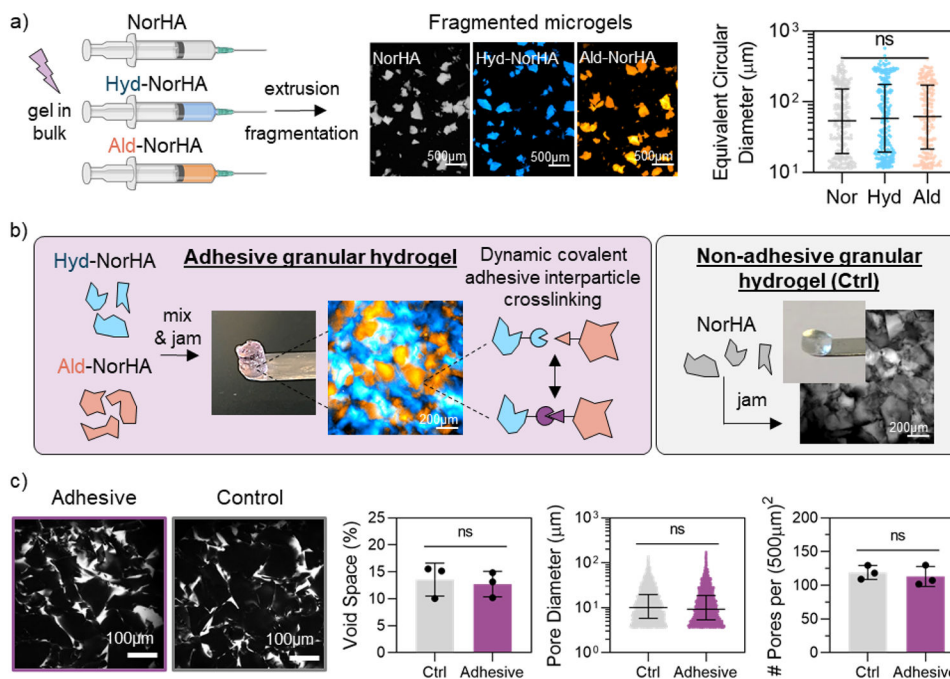 a)
NorHA
Hyd-NorHA
Ald-NorHA
gel in
bulk
extrusion
fragmentation
Fragmented microgels
NorHA
Hyd-NorHA
Ald-NorHA
500μm
500μm
500μm
Equivalent Circular
Diameter (μm)
10³
10²
10¹
ns
Nor
Hyd
Ald
b)
Hyd-NorHA
Ald-NorHA
mix
& jam
Adhesive granular hydrogel
200μm
Dynamic covalent
adhesive interparticle
crosslinking
Non-adhesive granular
hydrogel (Ctrl)
NorHA
jam
200μm
c)
Adhesive
Control
100μm
100μm
Void Space (%)
25
20
15
10
5
0
ns
Ctrl
Adhesive
Pore Diameter (μm)
10³
10²
10¹
10⁰
ns
Ctrl
Adhesive
# Pores per (500μm)²
200
150
100
50
0
ns
Ctrl
Adhesive